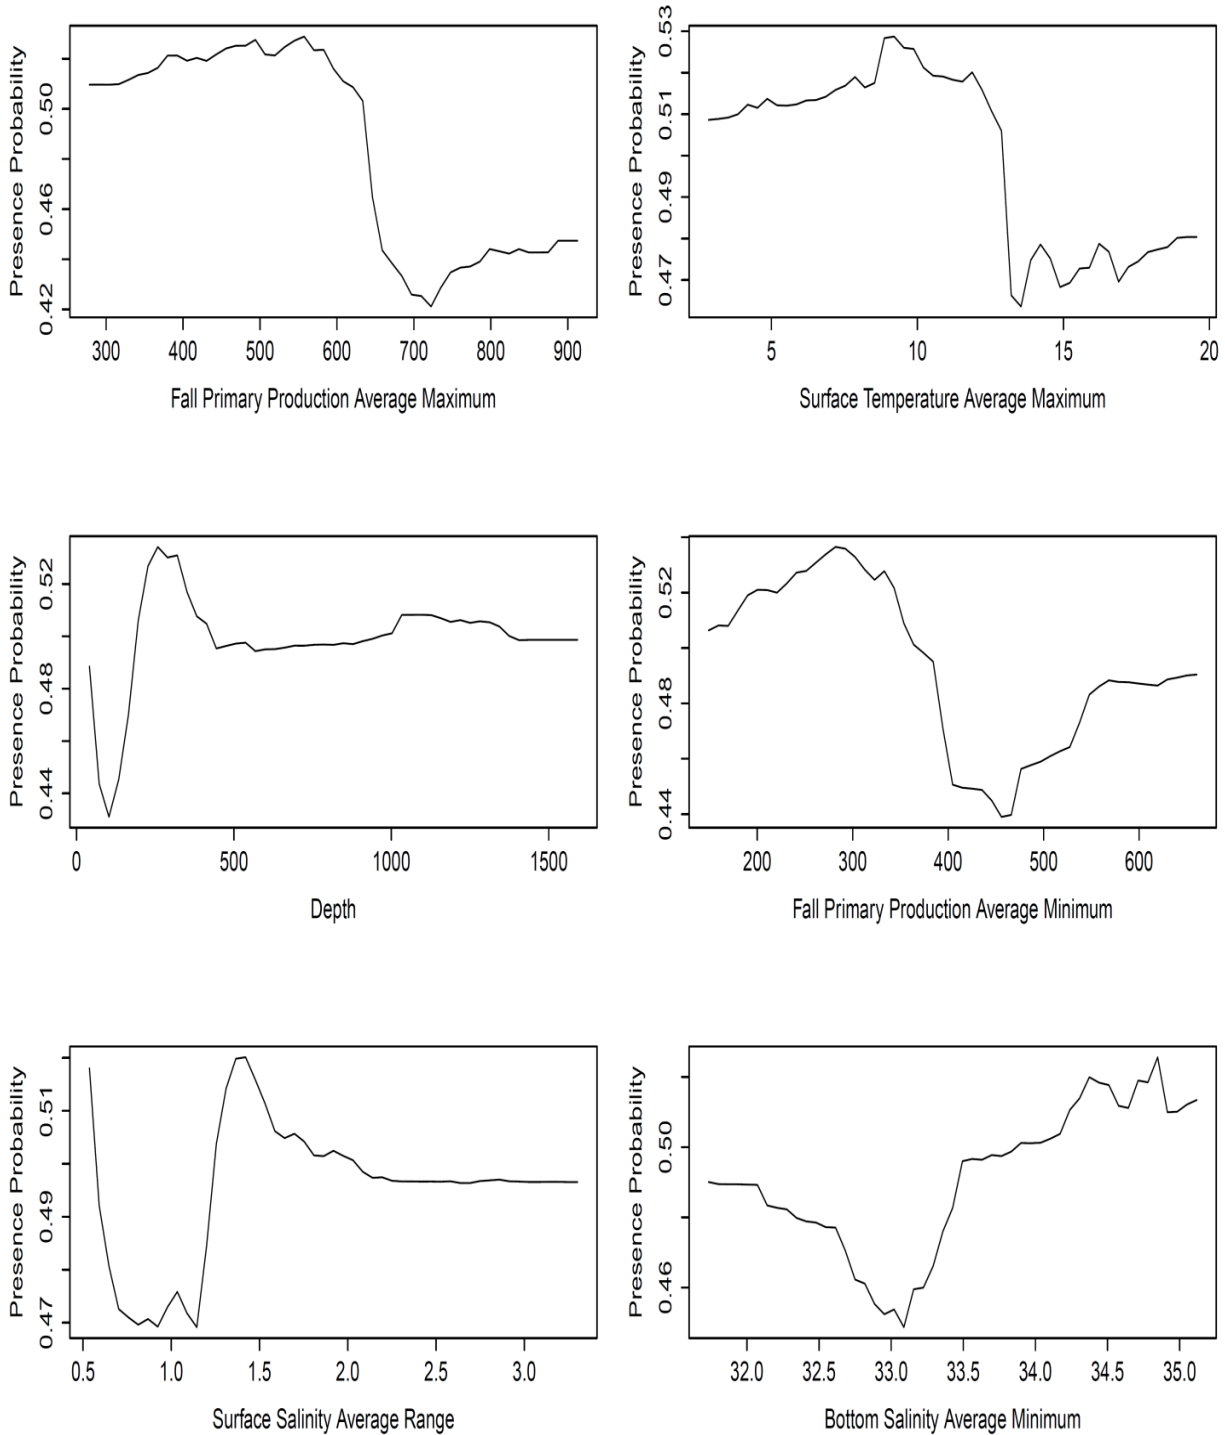 Presence Probability
0.42 0.46 0.50
300 400 500 600 700 800 900
Fall Primary Production Average Maximum
Presence Probability
0.47 0.49 0.51 0.53
5 10 15 20
Surface Temperature Average Maximum
Presence Probability
0.44 0.48 0.52
0 500 1000 1500
Depth
Presence Probability
0.44 0.48 0.52
200 300 400 500 600
Fall Primary Production Average Minimum
Presence Probability
0.47 0.49 0.51
0.5 1.0 1.5 2.0 2.5 3.0
Surface Salinity Average Range
Presence Probability
0.46 0.50
32.0 32.5 33.0 33.5 34.0 34.5 35.0
Bottom Salinity Average Minimum